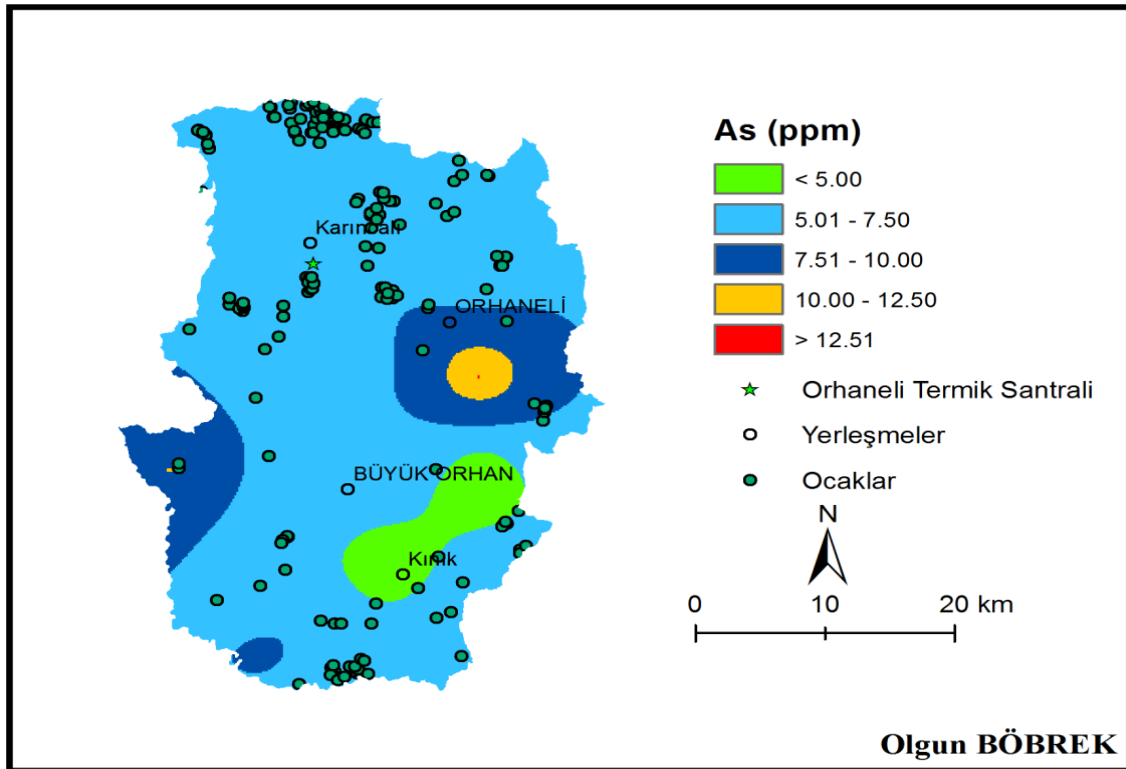 As (ppm)
< 5.00
5.01 - 7.50
7.51 - 10.00
10.00 - 12.50
> 12.51
Orhaneli Termik Santrali
Yerleşmeler
Ocaklar
N
0 10 20 km
Karıncalı
ORHANELİ
BÜYÜK ORHAN
Kınık
Olgun BÖBREK